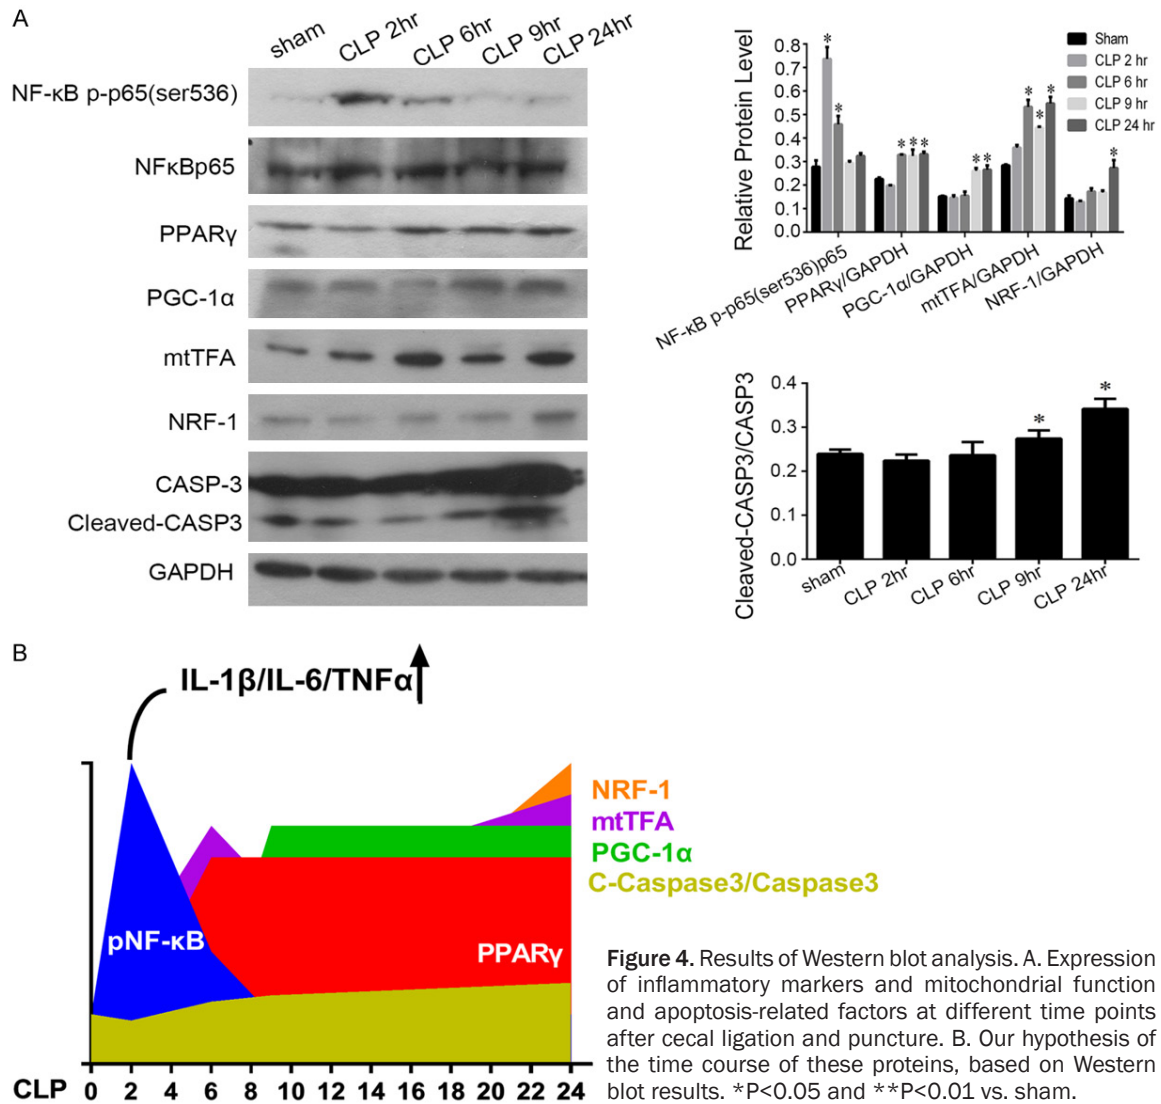 A
sham
CLP 2hr
CLP 6hr
CLP 9hr
CLP 24hr
NF-κB p-p65(ser536)
NFκBp65
PPARγ
PGC-1α
mtTFA
NRF-1
CASP-3
Cleaved-CASP3
GAPDH
Relative Protein Level
0.8
0.7
0.6
0.5
0.4
0.3
0.2
0.1
0.0
*
*
*
*
*
*
*
*
*
*
*
Sham
CLP 2 hr
CLP 6 hr
CLP 9 hr
CLP 24 hr
NF-κB p-p65(ser536)p65
PPARγ/GAPDH
PGC-1α/GAPDH
mtTFA/GAPDH
NRF-1/GAPDH
Cleaved-CASP3/CASP3
0.4
0.3
0.2
0.1
0.0
*
*
sham
CLP 2hr
CLP 6hr
CLP 9hr
CLP 24hr
B
IL-1β/IL-6/TNFα
NRF-1
mtTFA
PGC-1α
C-Caspase3/Caspase3
pNF-κB
PPARγ
CLP 0 2 4 6 8 10 12 14 16 18 20 22 24
Figure 4. Results of Western blot analysis. A. Expression
of inflammatory markers and mitochondrial function
and apoptosis-related factors at different time points
after cecal ligation and puncture. B. Our hypothesis of
the time course of these proteins, based on Western
blot results. *P<0.05 and **P<0.01 vs. sham.